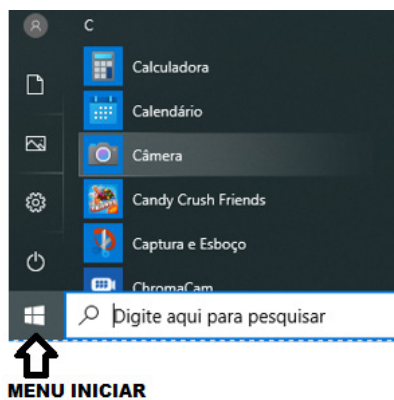 C
Calculadora
Calendário
Câmera
Candy Crush Friends
Captura e Esboço
ChromaCam
Digite aqui para pesquisar
MENU INICIAR